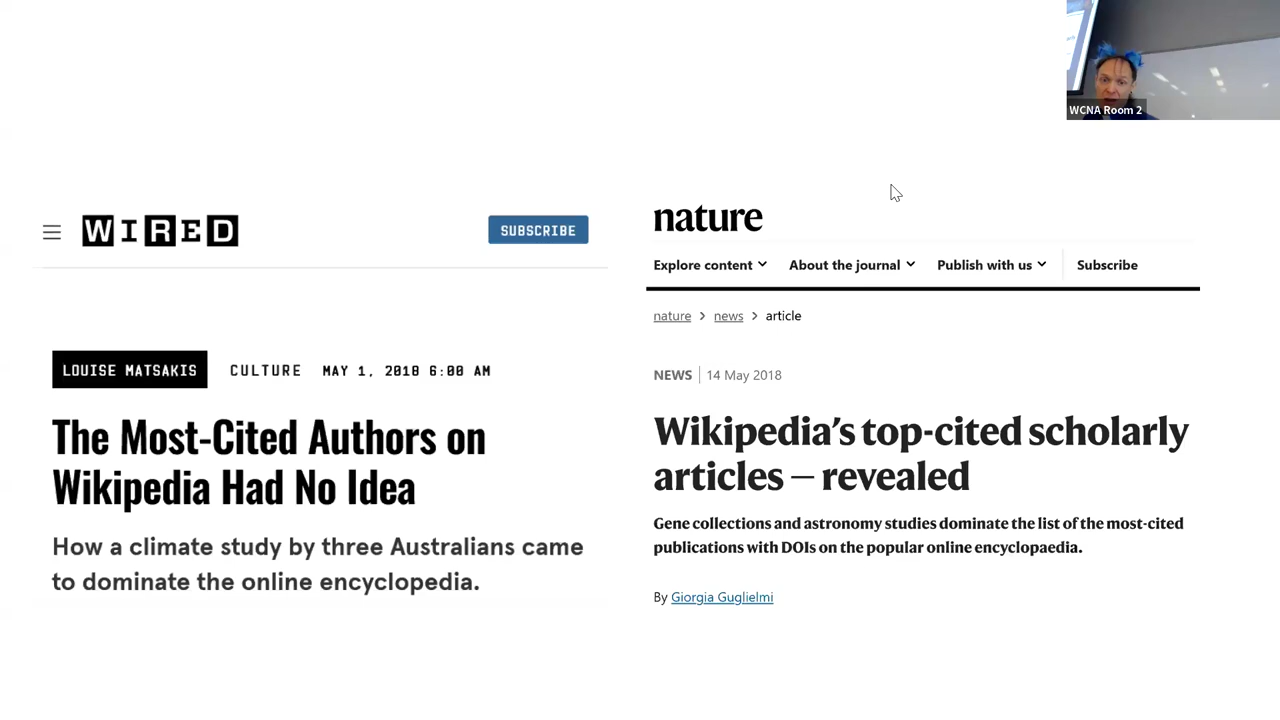 WCNA Room 2
WIRED
SUBSCRIBE
LOUISE MATSAKIS CULTURE MAY 1, 2018 6:00 AM
The Most-Cited Authors on
Wikipedia Had No Idea
How a climate study by three Australians came
to dominate the online encyclopedia.
nature
Explore content About the journal Publish with us Subscribe
nature > news > article
NEWS | 14 May 2018
Wikipedia’s top-cited scholarly
articles — revealed
Gene collections and astronomy studies dominate the list of the most-cited
publications with DOIs on the popular online encyclopaedia.
By Giorgia Guglielmi